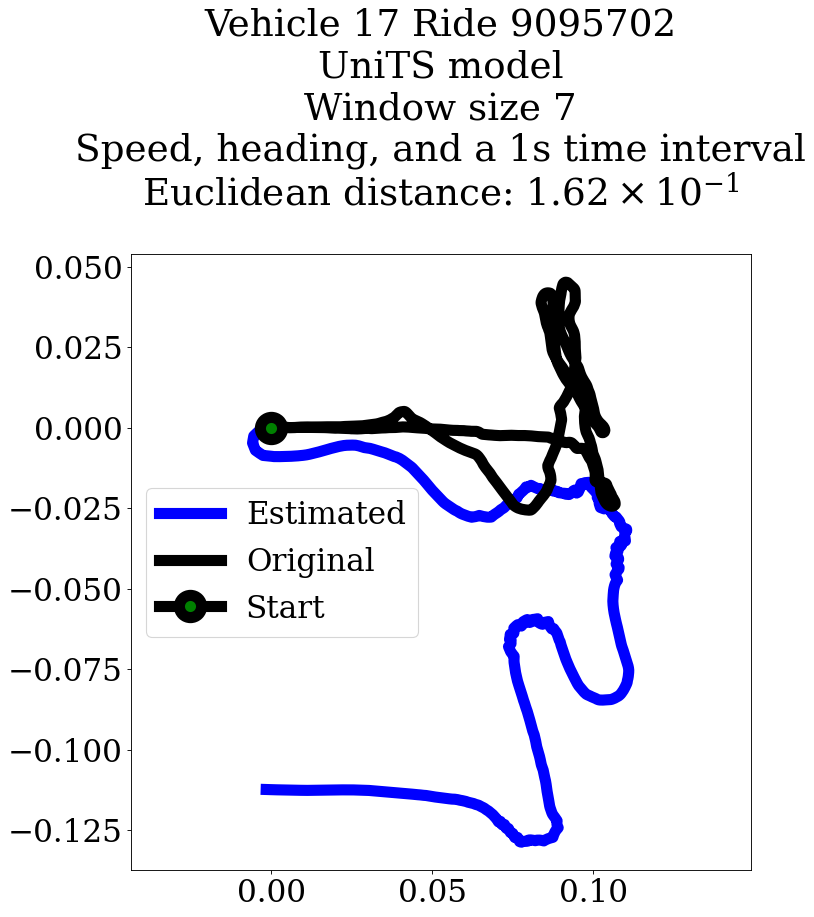 Vehicle 17 Ride 9095702
UniTS model
Window size 7
Speed, heading, and a 1s time interval
Euclidean distance: 1.62 × 10⁻¹
0.050
0.025
0.000
−0.025
−0.050
−0.075
−0.100
−0.125
Estimated
Original
Start
0.00 0.05 0.10